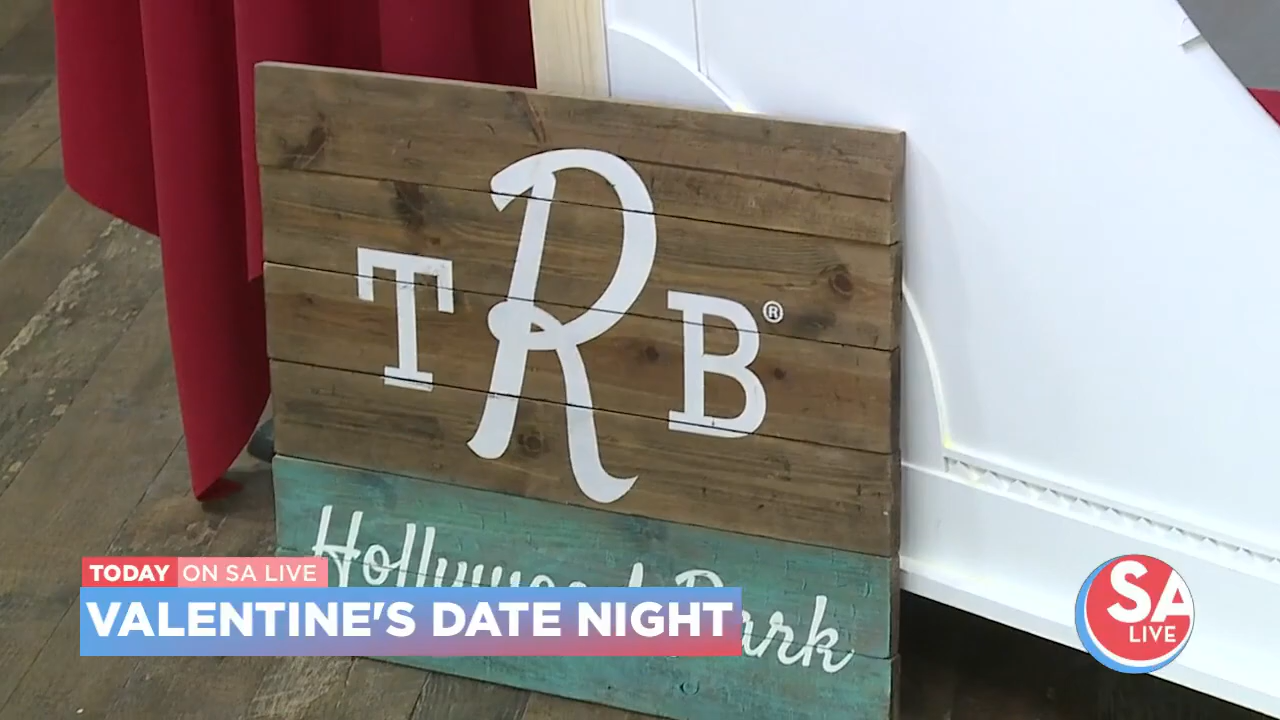 TRB®
Hollywood Park
TODAY ON SA LIVE
VALENTINE'S DATE NIGHT
SA
LIVE